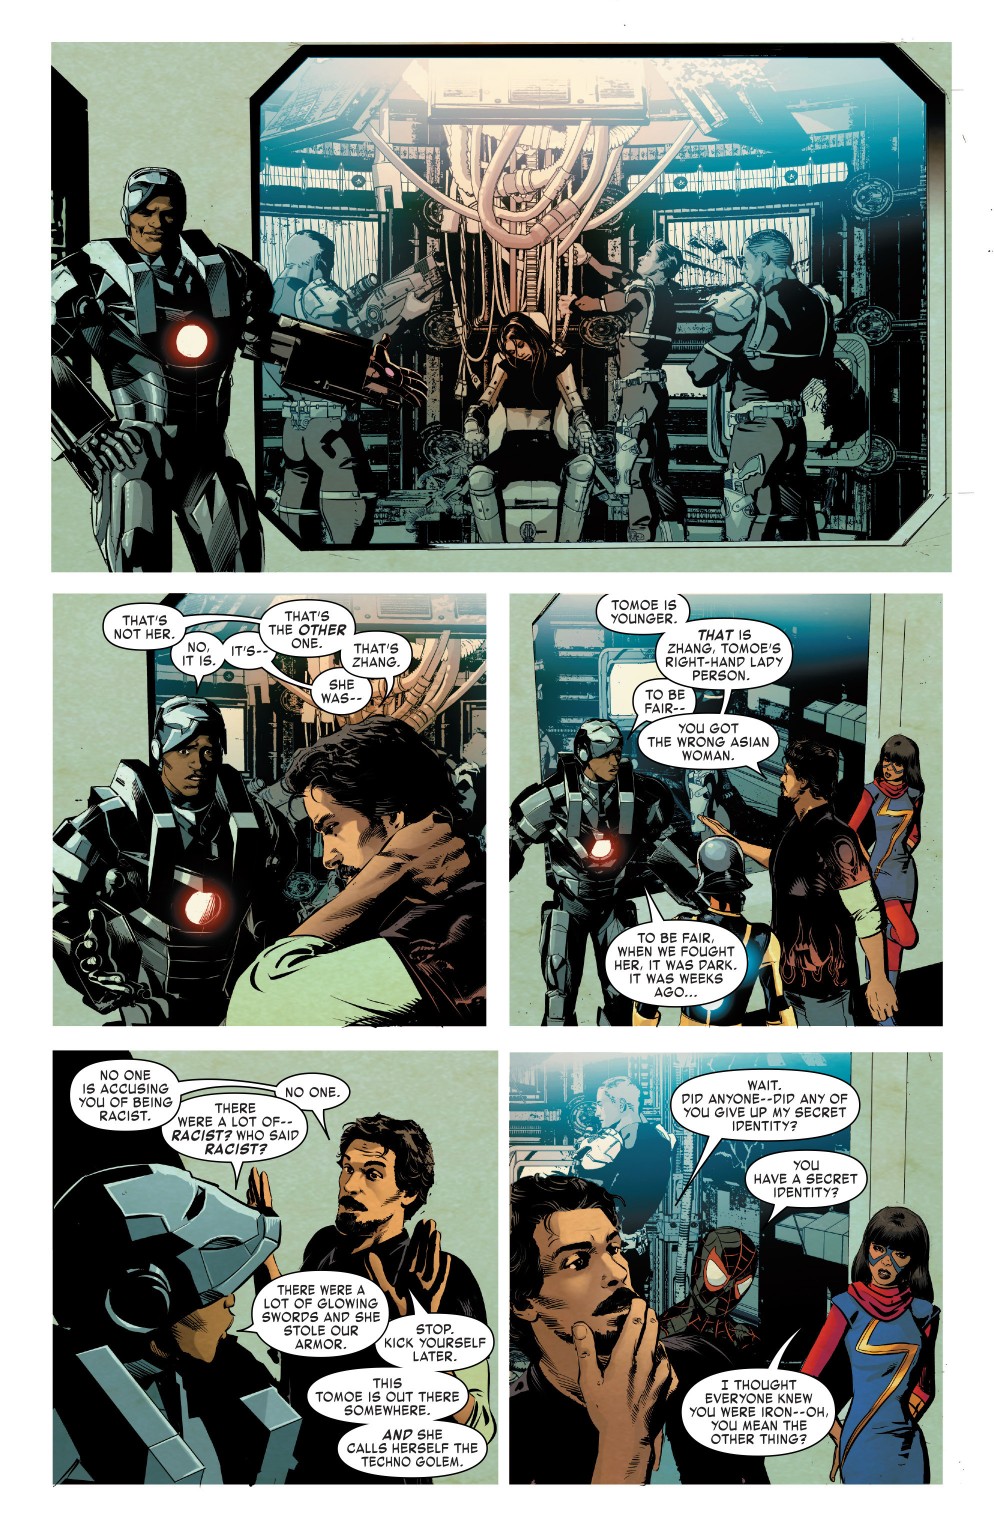 THAT'S
NOT HER.
NO,
IT IS.
IT'S--
THAT'S
THE OTHER
ONE.
SHE
WAS--
THAT'S
ZHANG.
TOMOE IS
YOUNGER.
THAT IS
ZHANG, TOMOE'S
RIGHT-HAND LADY
PERSON.
TO BE
FAIR--
YOU GOT
THE WRONG ASIAN
WOMAN.
TO BE FAIR,
WHEN WE FOUGHT
HER, IT WAS DARK.
IT WAS WEEKS
AGO...
NO ONE
IS ACCUSING
YOU OF BEING
RACIST.
THERE
WERE A LOT OF--
RACIST? WHO SAID
RACIST?
NO ONE.
THERE WERE A
LOT OF GLOWING
SWORDS AND SHE
STOLE OUR
ARMOR.
STOP.
KICK YOURSELF
LATER.
THIS
TOMOE IS OUT THERE
SOMEWHERE.
AND SHE
CALLS HERSELF THE
TECHNO GOLEM.
WAIT.
DID ANYONE--DID ANY OF
YOU GIVE UP MY SECRET
IDENTITY?
YOU
HAVE A SECRET
IDENTITY?
I THOUGHT
EVERYONE KNEW
YOU WERE IRON--OH,
YOU MEAN THE
OTHER THING?